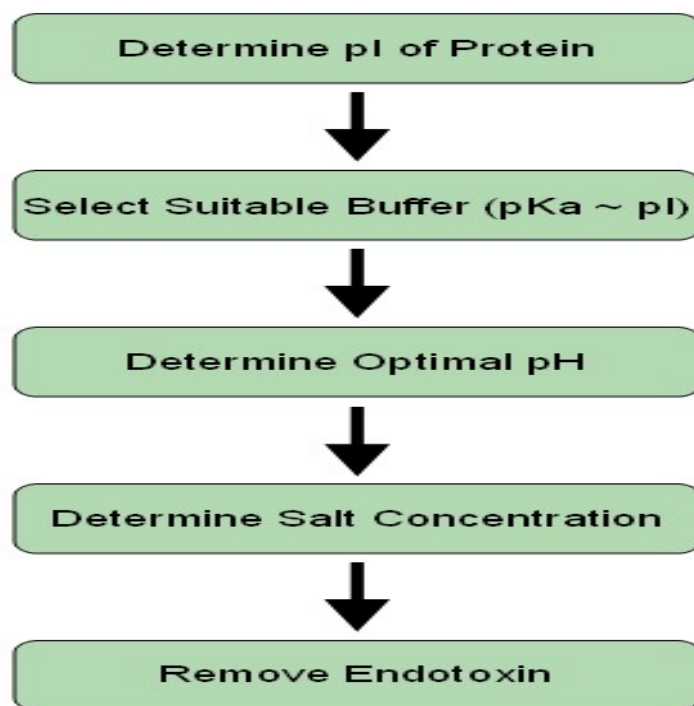 Determine pI of Protein
Select Suitable Buffer (pKa ~ pI)
Determine Optimal pH
Determine Salt Concentration
Remove Endotoxin